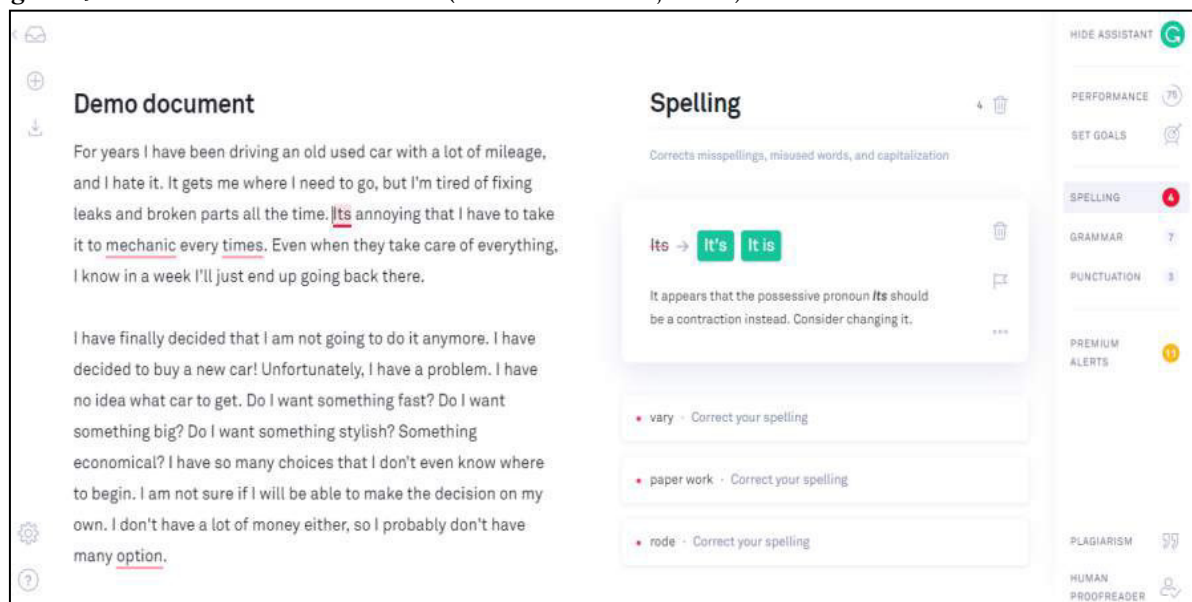 Demo document
For years I have been driving an old used car with a lot of mileage,
and I hate it. It gets me where I need to go, but I'm tired of fixing
leaks and broken parts all the time. Its annoying that I have to take
it to mechanic every times. Even when they take care of everything,
I know in a week I'll just end up going back there.
I have finally decided that I am not going to do it anymore. I have
decided to buy a new car! Unfortunately, I have a problem. I have
no idea what car to get. Do I want something fast? Do I want
something big? Do I want something stylish? Something
economical? I have so many choices that I don't even know where
to begin. I am not sure if I will be able to make the decision on my
own. I don't have a lot of money either, so I probably don't have
many option.
Spelling 4
Corrects misspellings, misused words, and capitalization
Its → It's It is
It appears that the possessive pronoun Its should
be a contraction instead. Consider changing it.
vary · Correct your spelling
paper work · Correct your spelling
rode · Correct your spelling
HIDE ASSISTANT
PERFORMANCE 75
SET GOALS
SPELLING 4
GRAMMAR 7
PUNCTUATION 3
PREMIUM
ALERTS 11
PLAGIARISM
HUMAN
PROOFREADER